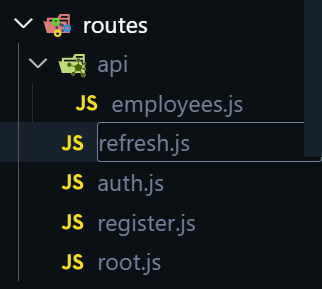 routes
api
JS employees.js
JS refresh.js
JS auth.js
JS register.js
JS root.js